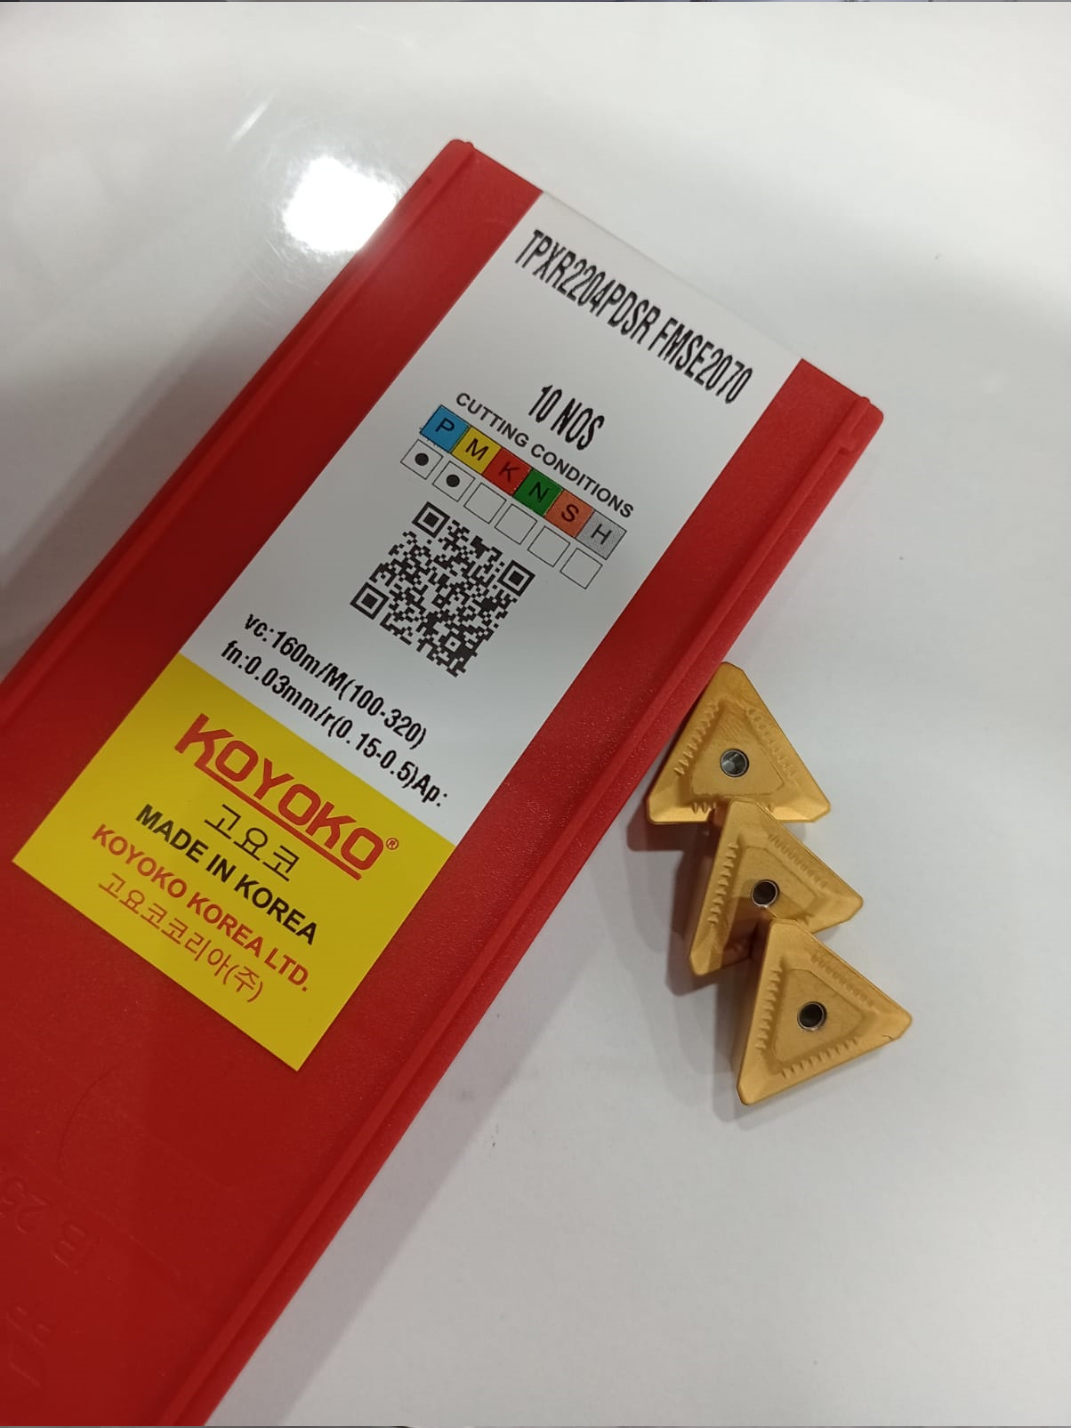 TPXR2204PDSR FMSE2070
10 NOS
CUTTING CONDITIONS
P M K N S H
vc:160m/M(100-320)
fn:0.03mm/r(0.15-0.5)Ap:
KOYOKO®
고요코
MADE IN KOREA
KOYOKO KOREA LTD.
고요코코리아(주)